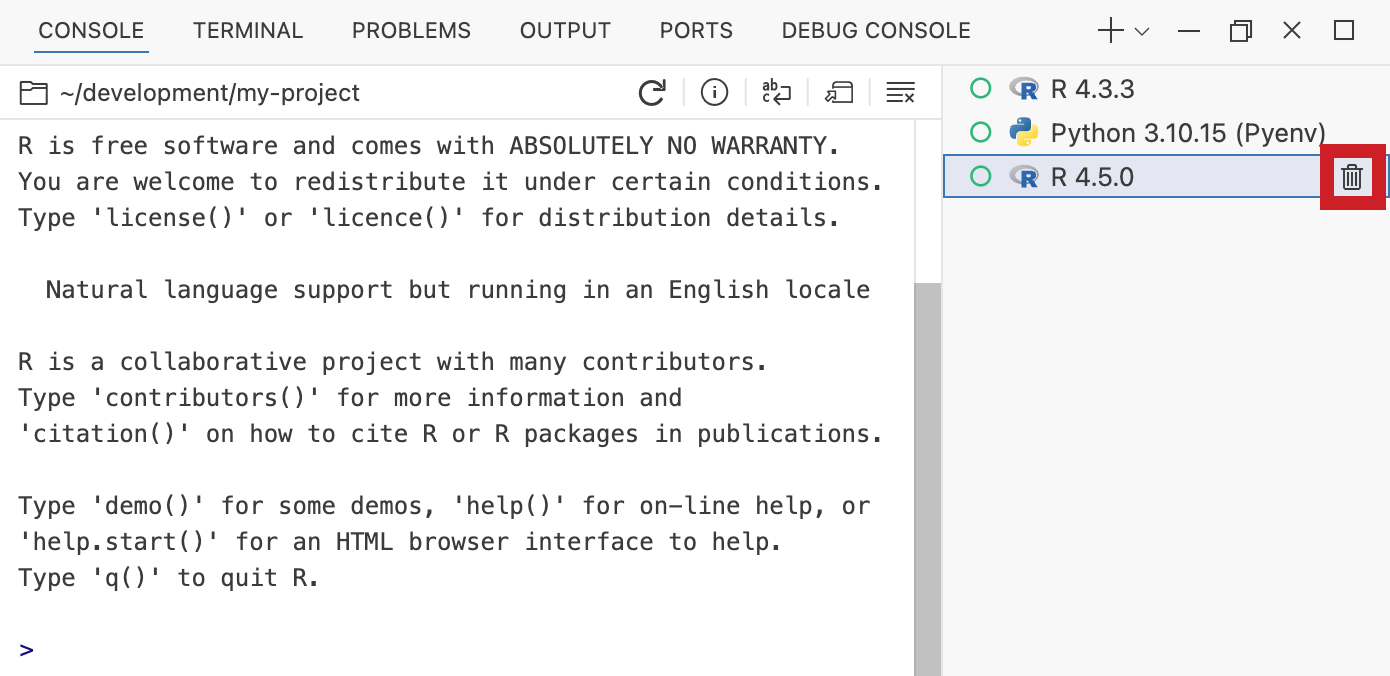 CONSOLE TERMINAL PROBLEMS OUTPUT PORTS DEBUG CONSOLE
~/development/my-project
R is free software and comes with ABSOLUTELY NO WARRANTY.
You are welcome to redistribute it under certain conditions.
Type 'license()' or 'licence()' for distribution details.
Natural language support but running in an English locale
R is a collaborative project with many contributors.
Type 'contributors()' for more information and
'citation()' on how to cite R or R packages in publications.
Type 'demo()' for some demos, 'help()' for on-line help, or
'help.start()' for an HTML browser interface to help.
Type 'q()' to quit R.
>
R 4.3.3
Python 3.10.15 (Pyenv)
R 4.5.0